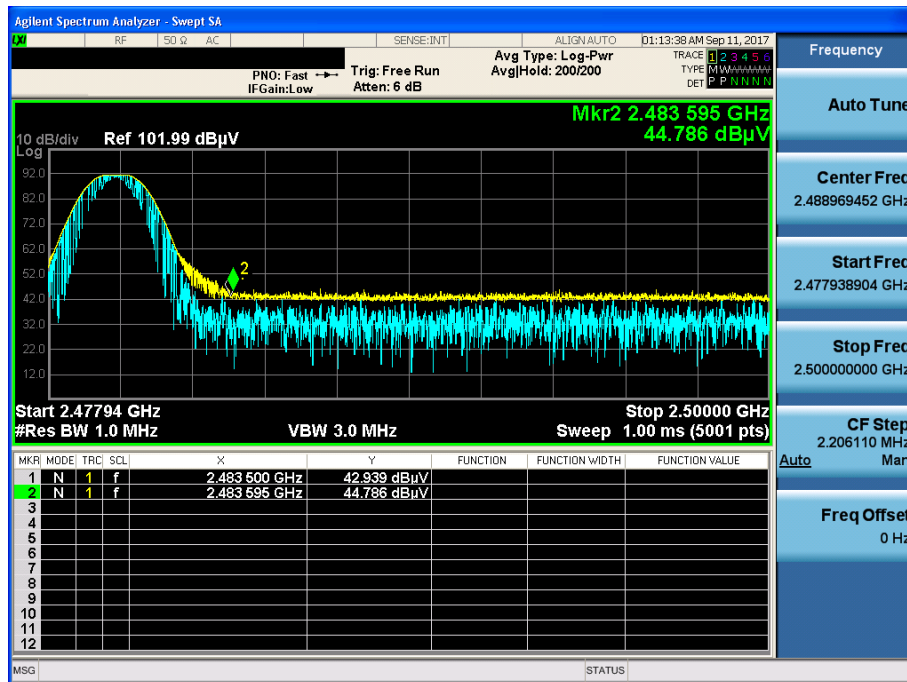 Agilent Spectrum Analyzer - Swept SA
LXI RF 50 Ω AC SENSE:INT ALIGN AUTO 01:13:38 AM Sep 11, 2017
PNO: Fast Trig: Free Run Avg Type: Log-Pwr TRACE 1 2 3 4 5 6
IFGain:Low Atten: 6 dB Avg|Hold: 200/200 TYPE M
DET P P N N N N
Mkr2 2.483 595 GHz
44.786 dBµV
10 dB/div Ref 101.99 dBµV
Log
92.0
82.0
72.0
62.0
52.0
42.0
32.0
22.0
12.0
2
Start 2.47794 GHz Stop 2.50000 GHz
#Res BW 1.0 MHz VBW 3.0 MHz Sweep 1.00 ms (5001 pts)
MKR MODE TRC SCL X Y FUNCTION FUNCTION WIDTH FUNCTION VALUE
1 N 1 f 2.483 500 GHz 42.939 dBµV
2 N 1 f 2.483 595 GHz 44.786 dBµV
3
4
5
6
7
8
9
10
11
12
MSG STATUS
Frequency
Auto Tune
Center Freq
2.488969452 GHz
Start Freq
2.477938904 GHz
Stop Freq
2.500000000 GHz
CF Step
2.206110 MHz
Auto Man
Freq Offset
0 Hz